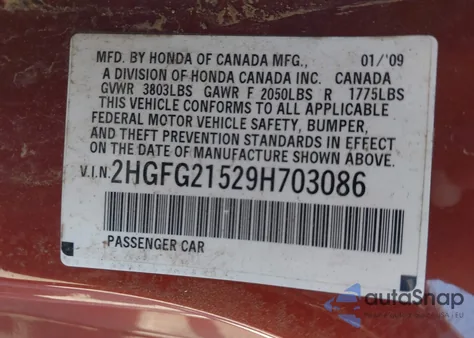 MFD. BY HONDA OF CANADA MFG., 01/'09
A DIVISION OF HONDA CANADA INC. CANADA
GVWR 3803LBS GAWR F 2050LBS R 1775LBS
THIS VEHICLE CONFORMS TO ALL APPLICABLE
FEDERAL MOTOR VEHICLE SAFETY, BUMPER,
AND THEFT PREVENTION STANDARDS IN EFFECT
ON THE DATE OF MANUFACTURE SHOWN ABOVE.
V.I.N. 2HGFG21529H703086
PASSENGER CAR
autoSnap